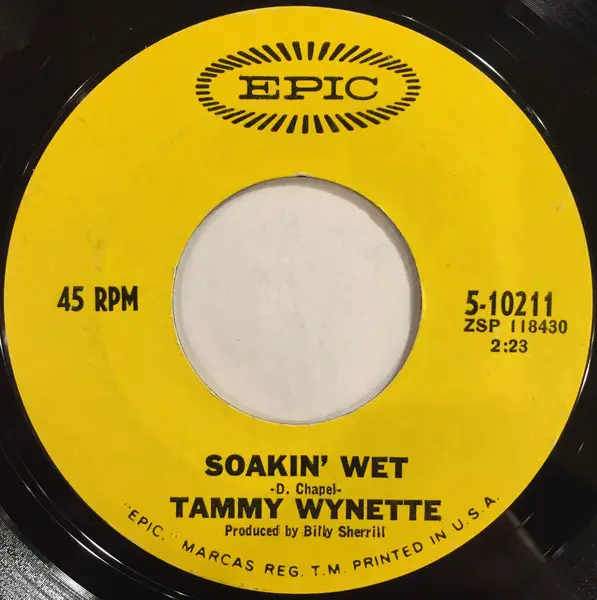 EPIC
45 RPM
5-10211
ZSP 118430
2:23
SOAKIN' WET
-D. Chapel-
TAMMY WYNETTE
Produced by Billy Sherrill
"EPIC," MARCAS REG. T.M. PRINTED IN U.S.A.